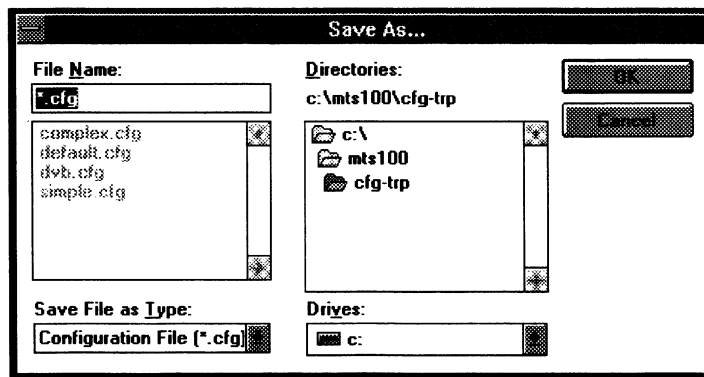 Save As...
File Name:
*.cfg
complex.cfg
default.cfg
dvb.cfg
simple.cfg
Save File as Type:
Configuration File (*.cfg)
Directories:
c:\mts100\cfg-trp
c:\
mts100
cfg-trp
Drives:
c:
OK
Cancel